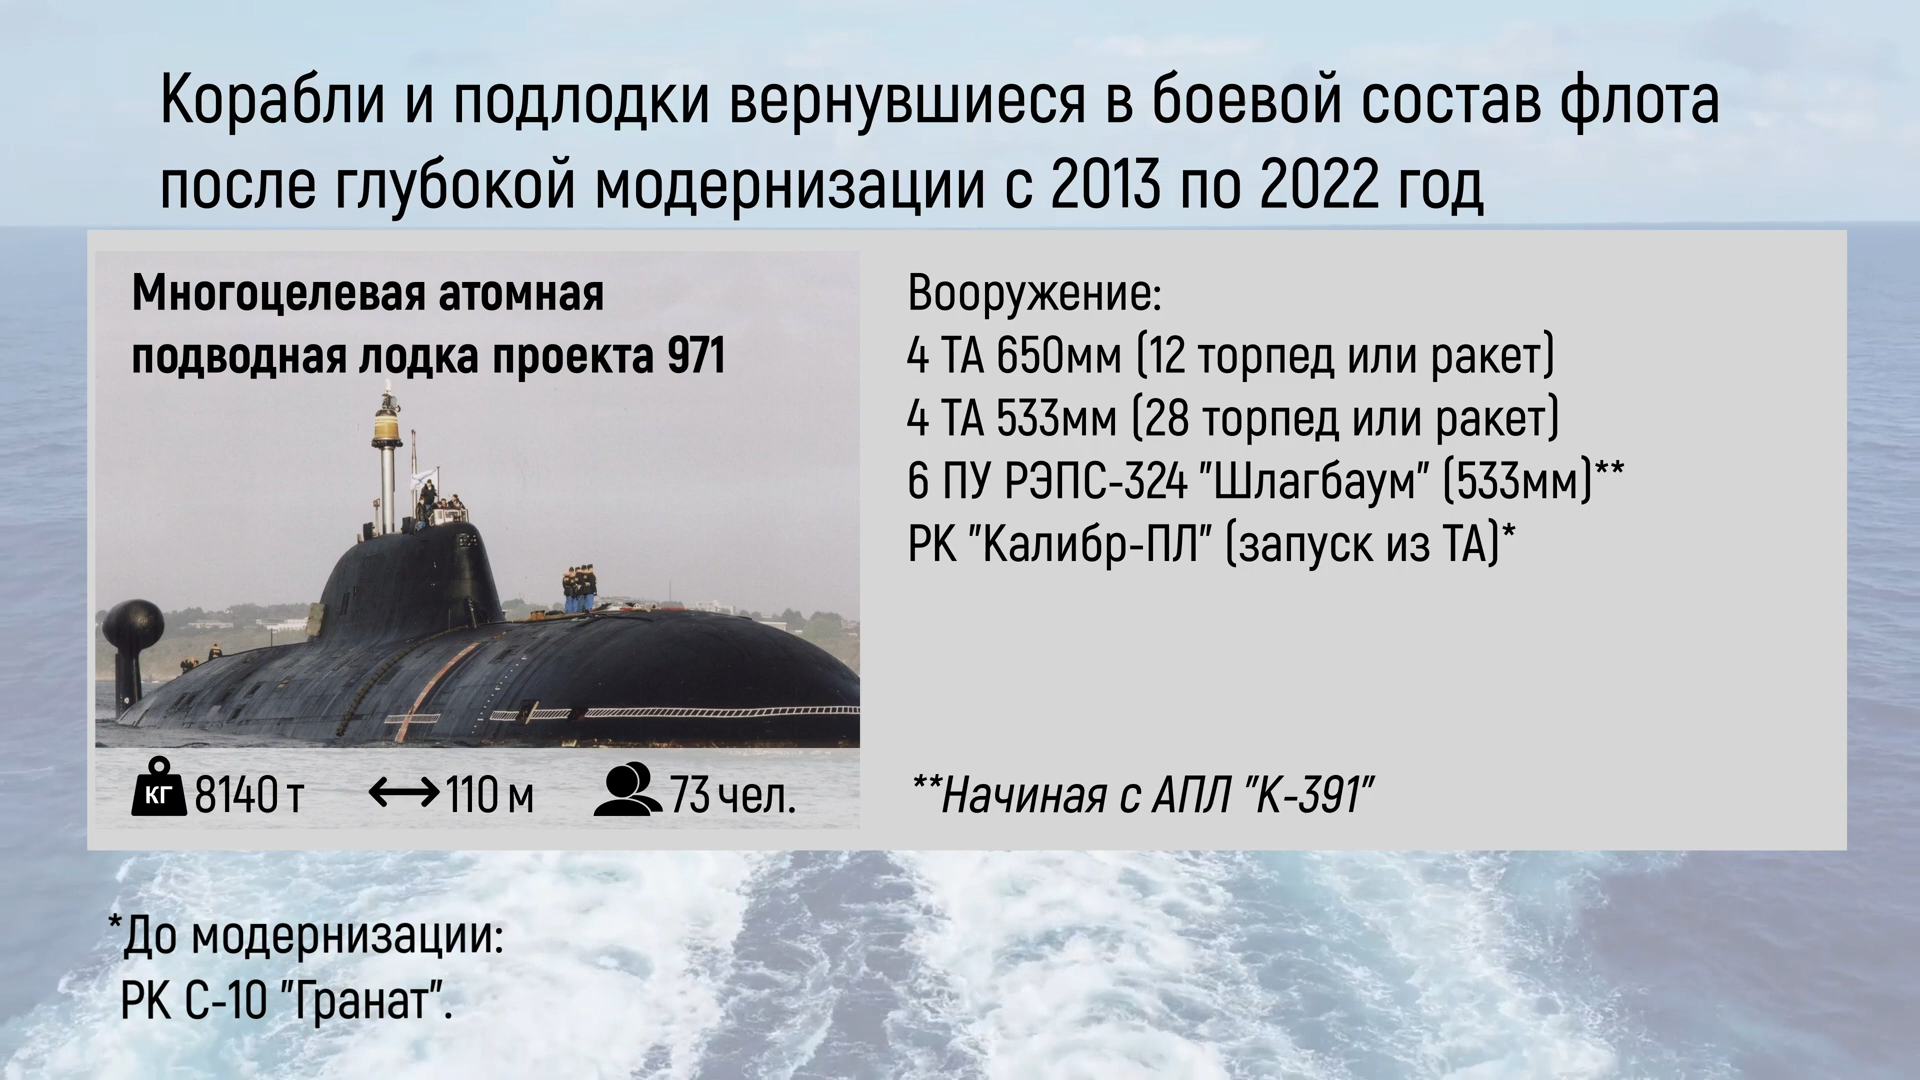 Корабли и подлодки вернувшиеся в боевой состав флота
после глубокой модернизации с 2013 по 2022 год
Многоцелевая атомная
подводная лодка проекта 971
кг 8140 т 110 м 73 чел.
Вооружение:
4 ТА 650мм (12 торпед или ракет)
4 ТА 533мм (28 торпед или ракет)
6 ПУ РЭПС-324 "Шлагбаум" (533мм)**
РК "Калибр-ПЛ" (запуск из ТА)*
**Начиная с АПЛ "К-391"
*До модернизации:
РК С-10 "Гранат".